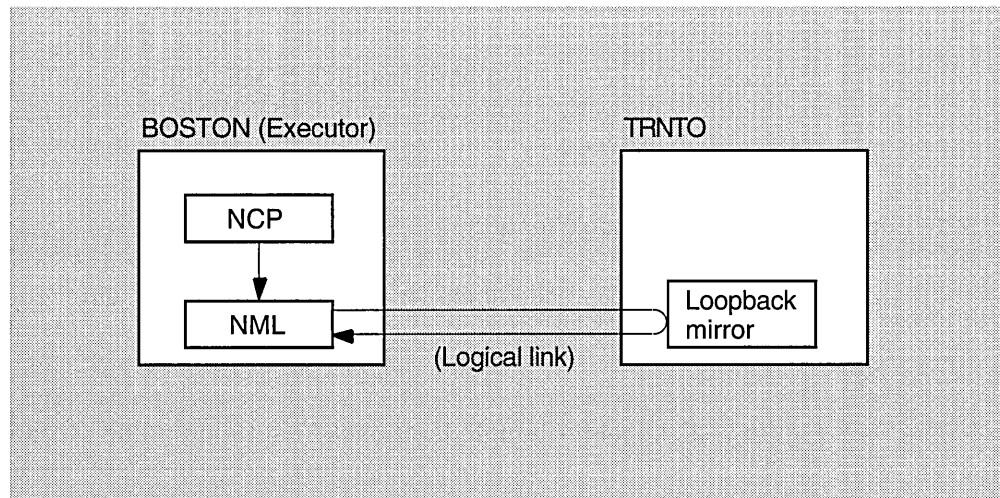 BOSTON (Executor)
TRNTO
NCP
NML
Loopback
mirror
(Logical link)